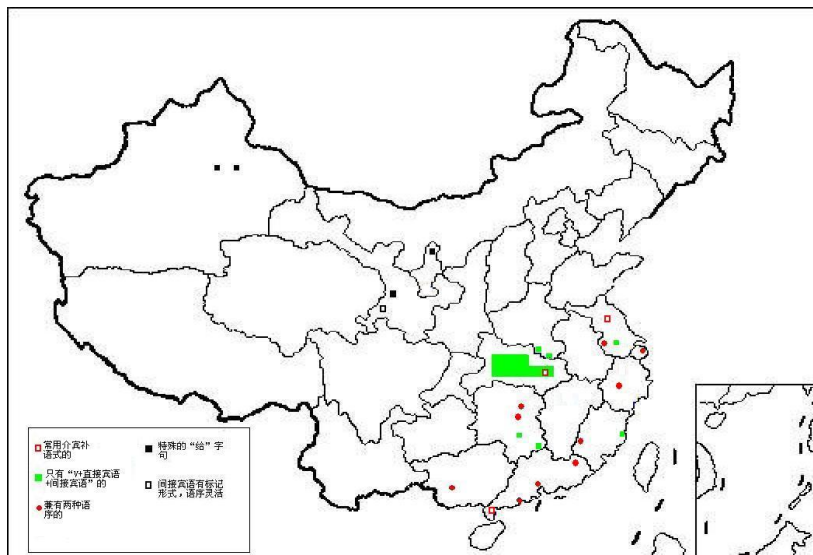 常用介宾补
语式的
特殊的“给”字
句
只有“V+直接宾语
+间接宾语”的
间接宾语有标记
形式，语序灵活
兼有两种语
序的